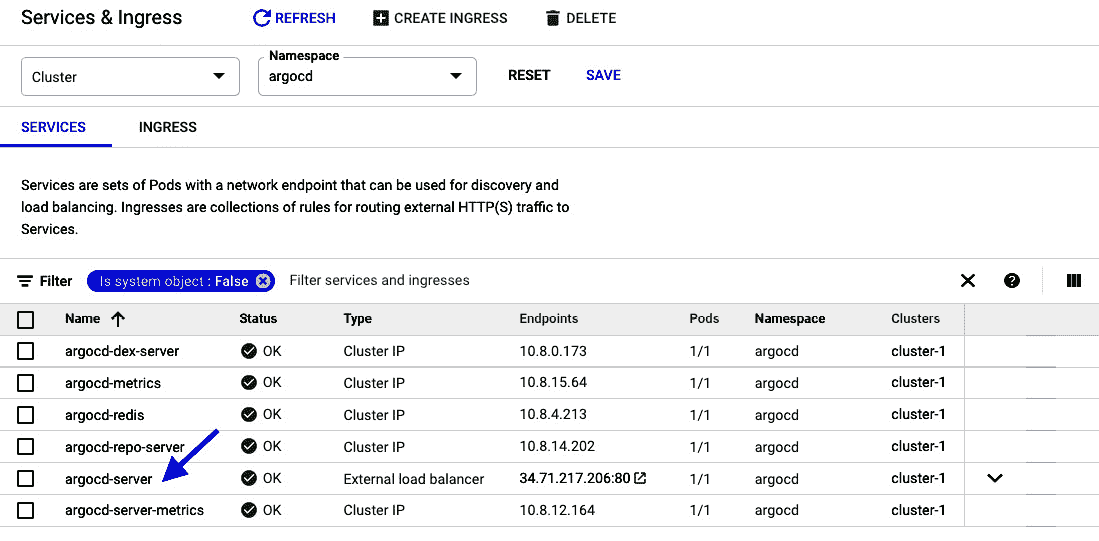 Services & Ingress REFRESH CREATE INGRESS DELETE
Cluster
Namespace
argocd
RESET SAVE
SERVICES INGRESS
Services are sets of Pods with a network endpoint that can be used for discovery and
load balancing. Ingresses are collections of rules for routing external HTTP(S) traffic to
Services.
Filter Is system object : False Filter services and ingresses
Name Status Type Endpoints Pods Namespace Clusters
argocd-dex-server OK Cluster IP 10.8.0.173 1/1 argocd cluster-1
argocd-metrics OK Cluster IP 10.8.15.64 1/1 argocd cluster-1
argocd-redis OK Cluster IP 10.8.4.213 1/1 argocd cluster-1
argocd-repo-server OK Cluster IP 10.8.14.202 1/1 argocd cluster-1
argocd-server OK External load balancer 34.71.217.206:80 1/1 argocd cluster-1
argocd-server-metrics OK Cluster IP 10.8.12.164 1/1 argocd cluster-1